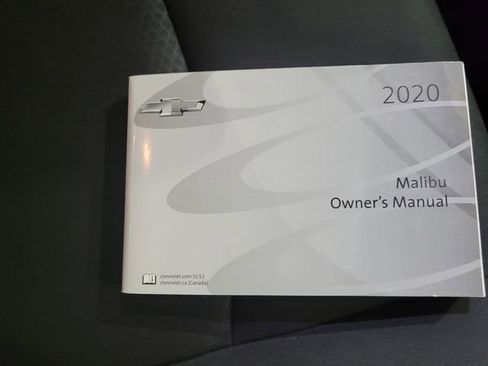 2020
Malibu
Owner's Manual
chevrolet.com (U.S.)
chevrolet.ca (Canada)